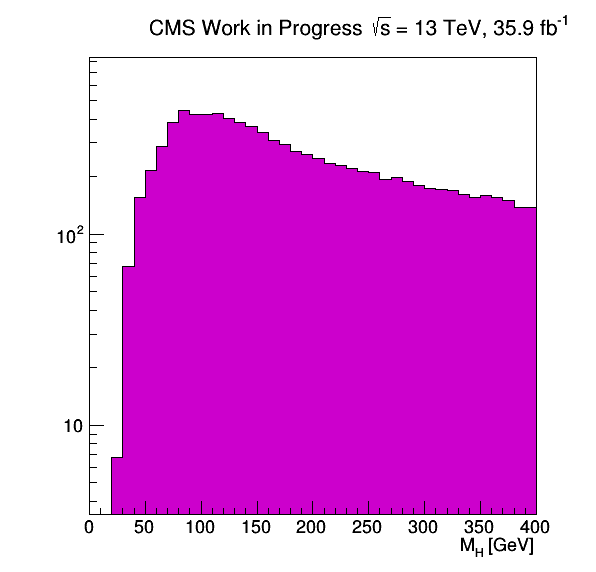 CMS Work in Progress √s = 13 TeV, 35.9 fb⁻¹
10²
10
0 50 100 150 200 250 300 350 400
M_H [GeV]